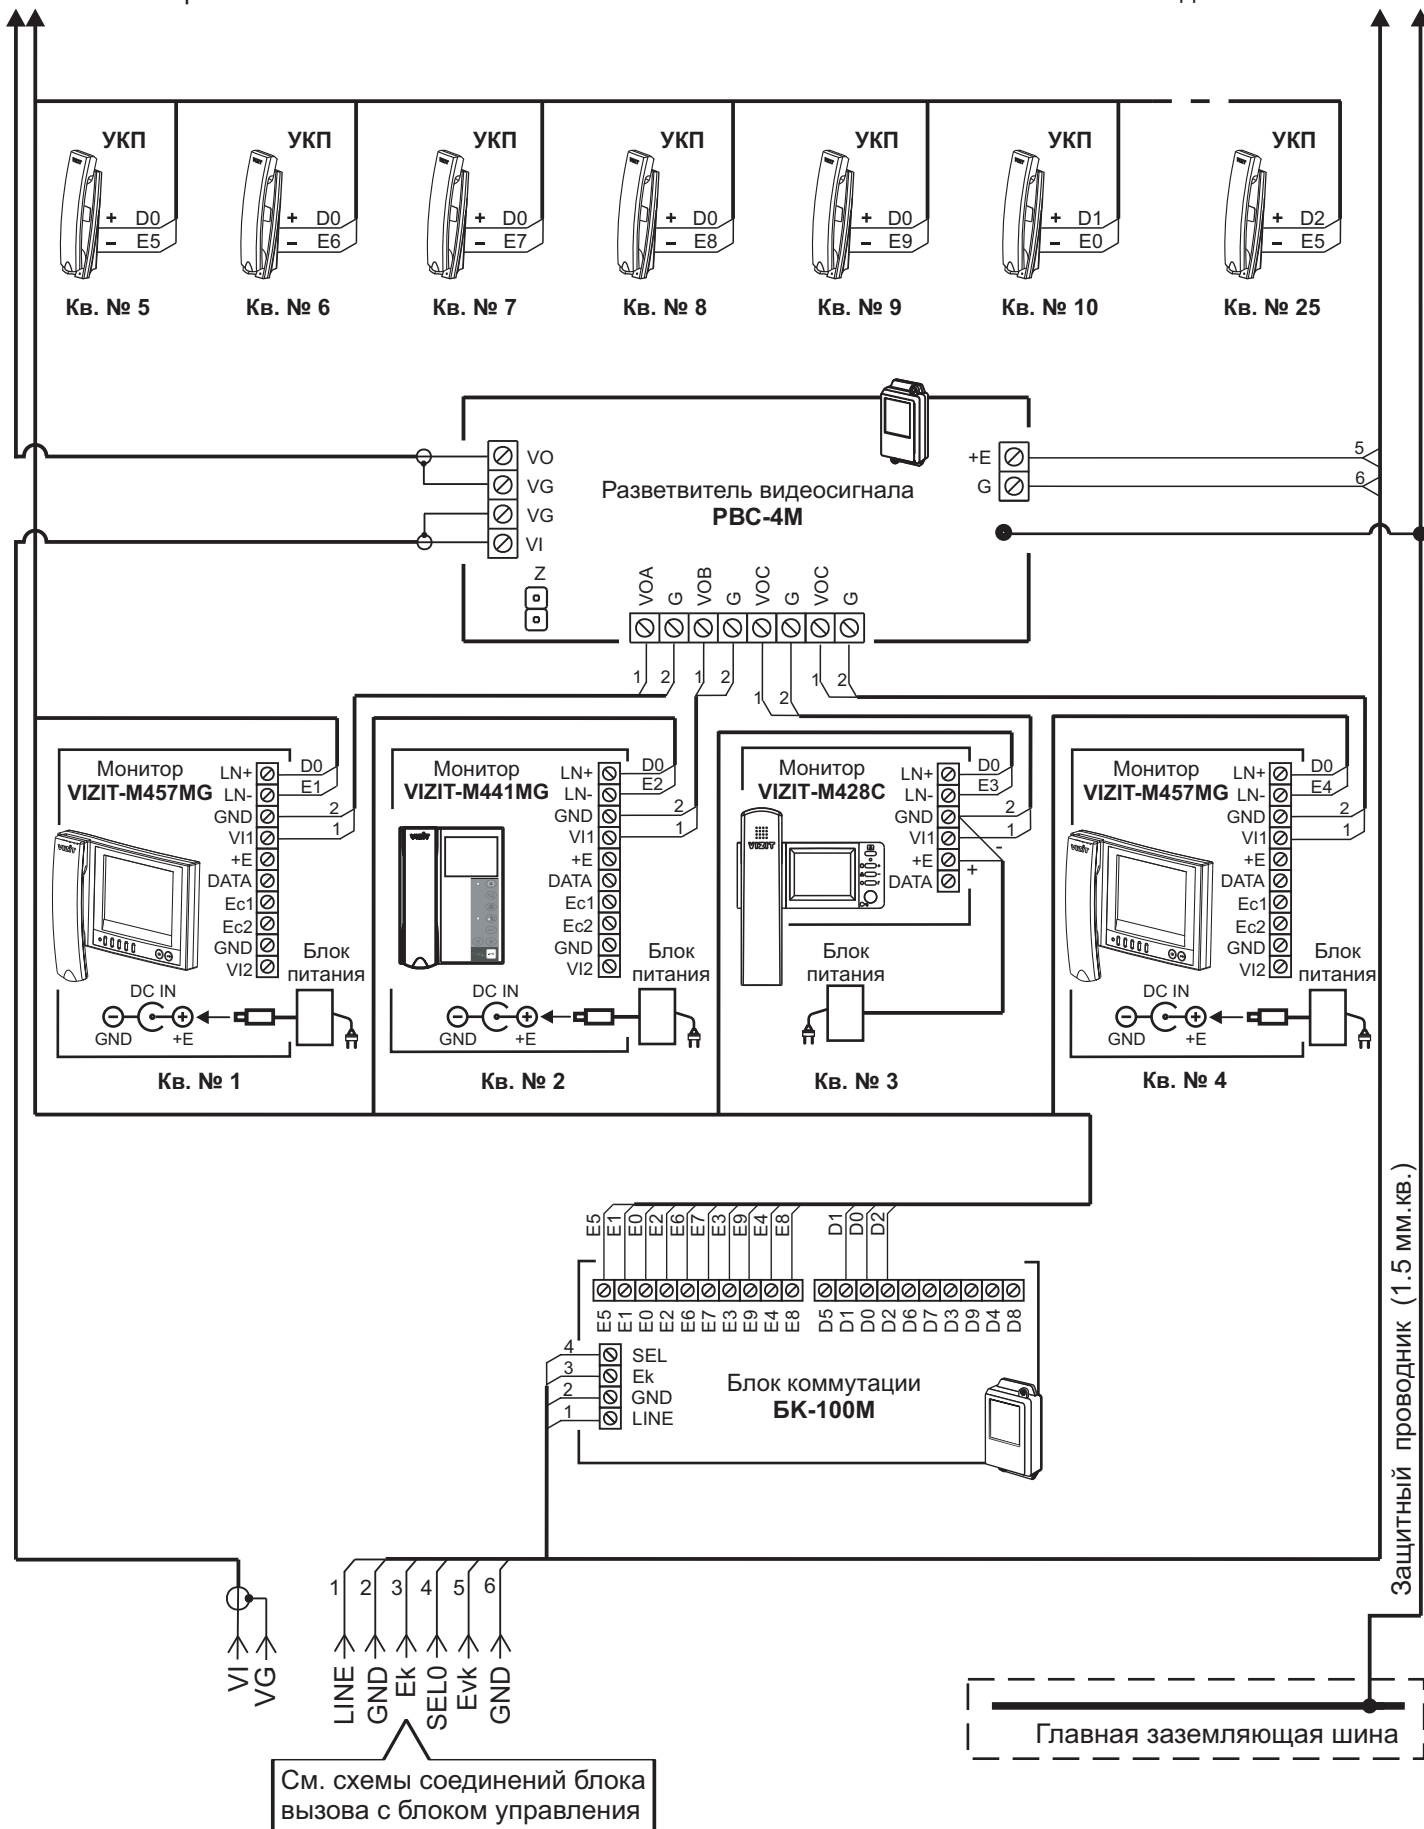 УКП УКП УКП УКП УКП УКП УКП
+ D0 + D0 + D0 + D0 + D0 + D1 + D2
– E5 – E6 – E7 – E8 – E9 – E0 – E5
Кв. № 5 Кв. № 6 Кв. № 7 Кв. № 8 Кв. № 9 Кв. № 10 Кв. № 25
VO
VG
VG
VI
Z
Разветвитель видеосигнала
РВС-4М
+E 5
G 6
VOA G VOB G VOC G VOC G
1 2 1 2 1 2 1 2
Монитор
VIZIT-M457MG
LN+ D0
LN- E1
GND 2
VI1 1
+E
DATA
Ec1
Ec2
GND
VI2
Блок
питания
DC IN
GND +E
Кв. № 1
Монитор
VIZIT-M441MG
LN+ D0
LN- E2
GND 2
VI1 1
+E
DATA
Ec1
Ec2
GND
VI2
Блок
питания
DC IN
GND +E
Кв. № 2
Монитор
VIZIT-M428C
VIZIT
LN+ D0
LN- E3
GND 2
VI1 1
-
+E +
DATA
Блок
питания
Кв. № 3
Монитор
VIZIT-M457MG
LN+ D0
LN- E4
GND 2
VI1 1
+E
DATA
Ec1
Ec2
GND
VI2
Блок
питания
DC IN
GND +E
Кв. № 4
E5 E1 E0 E2 E6 E7 E3 E9 E4 E8 D1 D0 D2
E5 E1 E0 E2 E6 E7 E3 E9 E4 E8 D5 D1 D0 D2 D6 D7 D3 D9 D4 D8
4 SEL
3 Ek
2 GND
1 LINE
Блок коммутации
БК-100М
Защитный проводник (1.5 мм.кв.)
1 2 3 4 5 6
VI VG LINE GND Ek SEL0 Evk GND
См. схемы соединений блока
вызова с блоком управления
Главная заземляющая шина